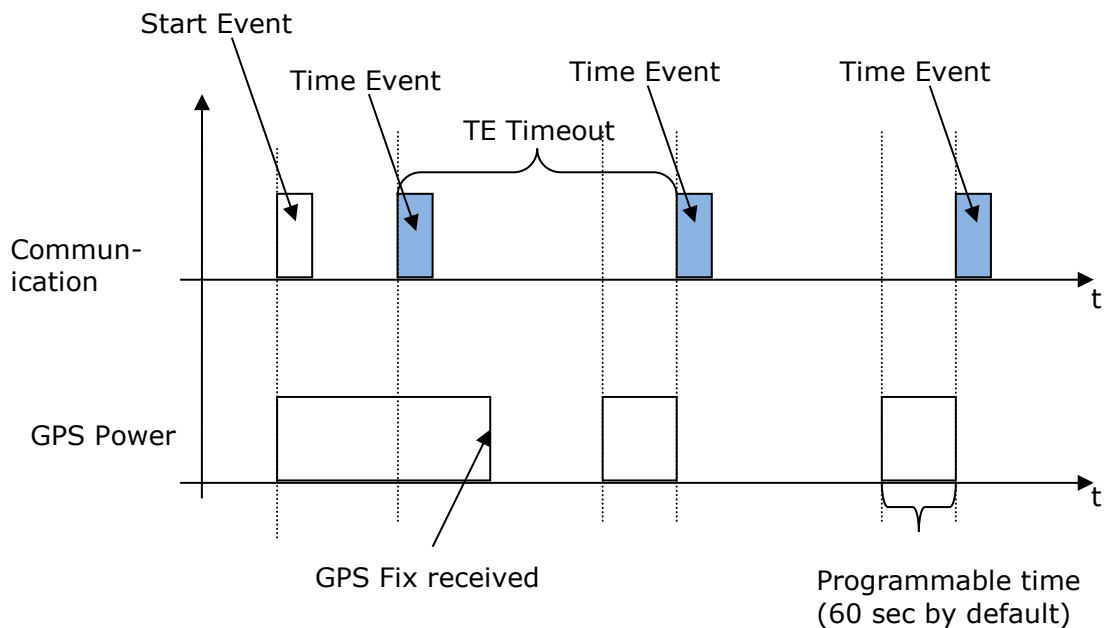 Start Event
Time Event
Time Event
Time Event
TE Timeout
Commun-
ication
t
GPS Power
t
GPS Fix received
Programmable time
(60 sec by default)